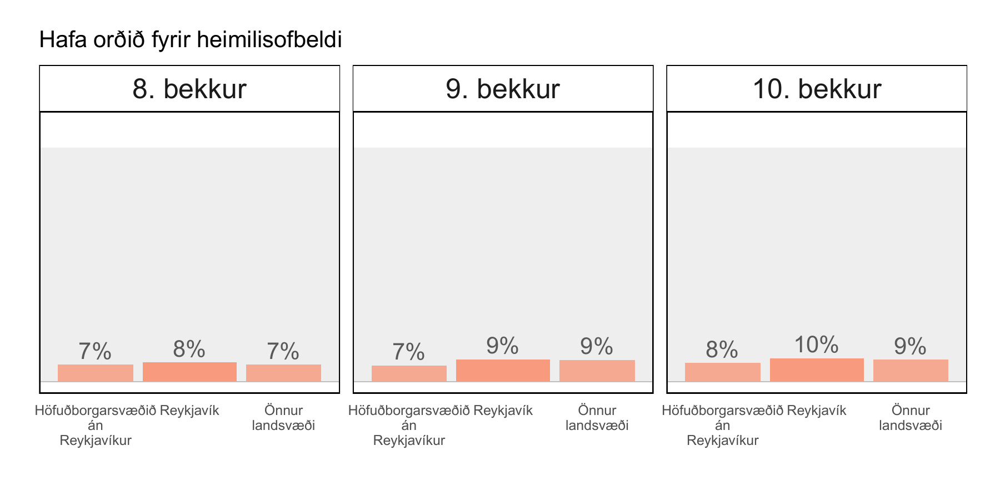 Hafa orðið fyrir heimilisofbeldi
8. bekkur
7%
8%
7%
Höfuðborgarsvæðið
án
Reykjavíkur
Reykjavík
Önnur
landsvæði
9. bekkur
7%
9%
9%
Höfuðborgarsvæðið
án
Reykjavíkur
Reykjavík
Önnur
landsvæði
10. bekkur
8%
10%
9%
Höfuðborgarsvæðið
án
Reykjavíkur
Reykjavík
Önnur
landsvæði